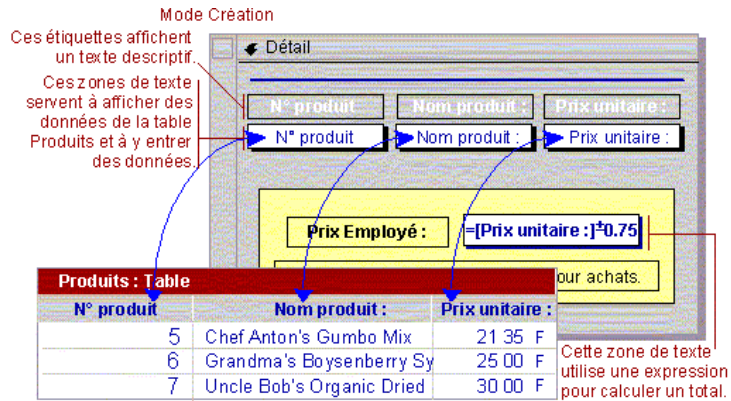 Mode Création
Ces étiquettes affichent
un texte descriptif.
Ces zones de texte
servent à afficher des
données de la table
Produits et à y entrer
des données.
Détail
N° produit Nom produit : Prix unitaire :
N° produit Nom produit : Prix unitaire :
Prix Employé : =[Prix unitaire :]*0.75
our achats.
Produits : Table
N° produit Nom produit : Prix unitaire :
5 Chef Anton's Gumbo Mix 21 35 F
6 Grandma's Boysenberry Sy 25 00 F
7 Uncle Bob's Organic Dried 30 00 F
Cette zone de texte
utilise une expression
pour calculer un total.